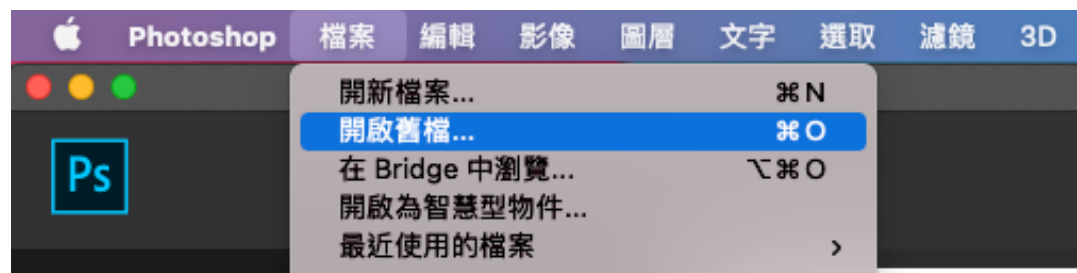 Photoshop 檔案 編輯 影像 圖層 文字 選取 濾鏡 3D
開新檔案... ⌘N
開啟舊檔... ⌘O
Ps
在 Bridge 中瀏覽... ⌥⌘O
開啟為智慧型物件...
最近使用的檔案 >